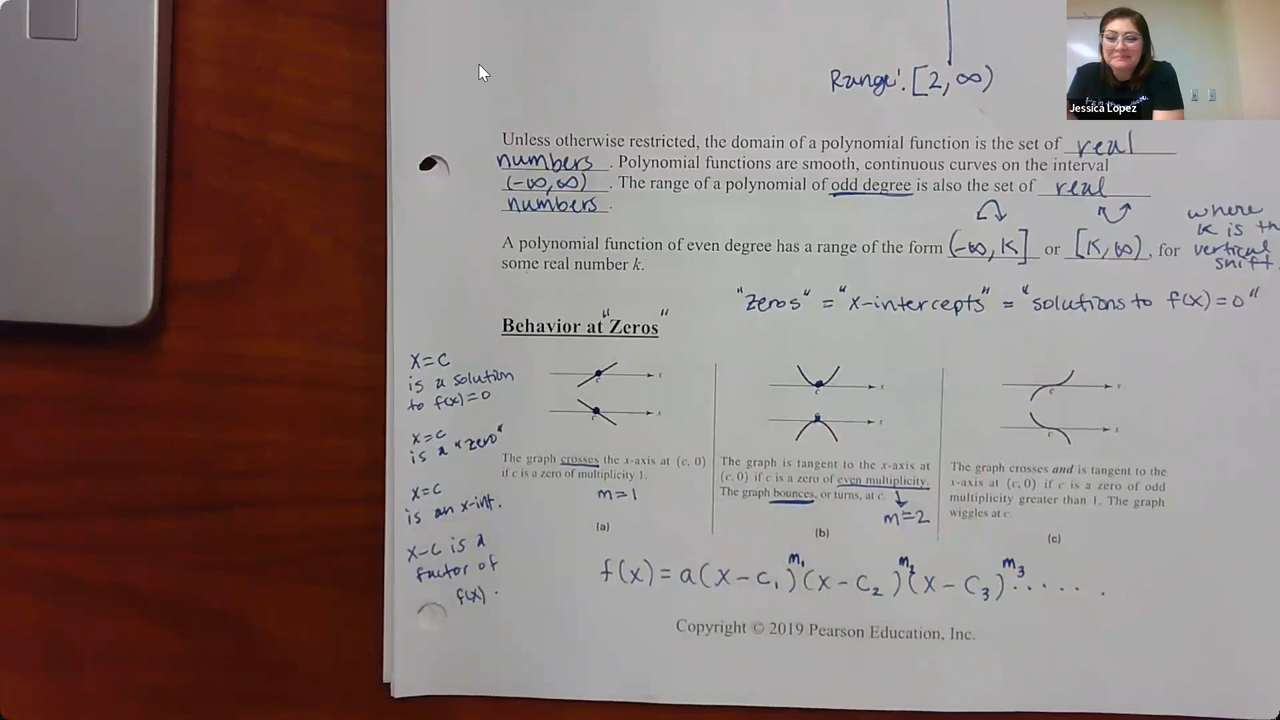 Range: [2, ∞)
Jessica Lopez
Unless otherwise restricted, the domain of a polynomial function is the set of real
numbers. Polynomial functions are smooth, continuous curves on the interval
(-∞, ∞). The range of a polynomial of odd degree is also the set of real
numbers.
where
K is th
vertical
shift.
A polynomial function of even degree has a range of the form (-∞, K] or [K, ∞), for
some real number k.
"Zeros" = "x-intercepts" = "solutions to f(x)=0"
Behavior at "Zeros"
x=c
is a solution
to f(x)=0
x=c
is a "zero"
x=c
is an x-int.
x-c is a
factor of
f(x).
c x
c x
The graph crosses the x-axis at (c, 0)
if c is a zero of multiplicity 1.
m=1
(a)
c x
c x
The graph is tangent to the x-axis at
(c, 0) if c is a zero of even multiplicity.
The graph bounces, or turns, at c.
m=2
(b)
c x
c x
The graph crosses and is tangent to the
x-axis at (c, 0) if c is a zero of odd
multiplicity greater than 1. The graph
wiggles at c.
(c)
f(x) = a(x-c₁)^m₁(x-c₂)^m₂(x-c₃)^m₃ . . . . . .
Copyright © 2019 Pearson Education, Inc.